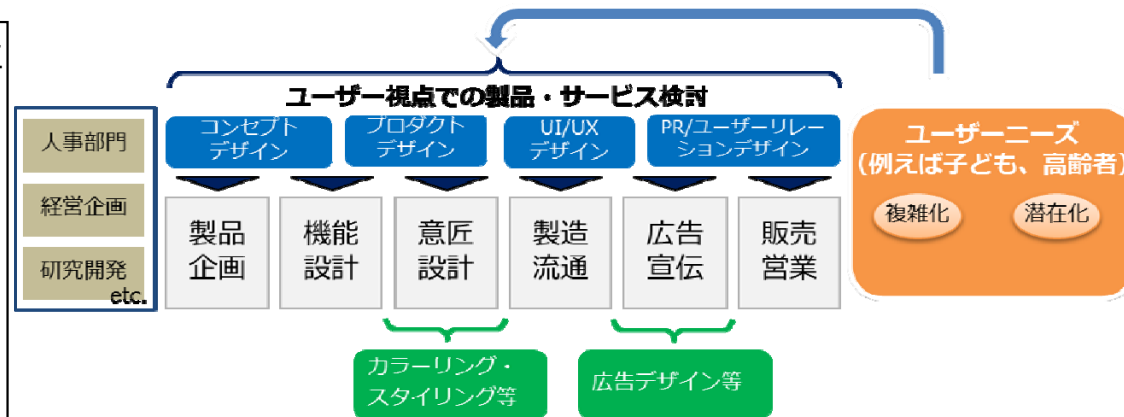 ユーザー視点での製品・サービス検討
人事部門
経営企画
研究開発
etc.
コンセプト
デザイン
プロダクト
デザイン
UI/UX
デザイン
PR/ユーザーリレー
ションデザイン
製品
企画
機能
設計
意匠
設計
製造
流通
広告
宣伝
販売
営業
カラーリング・
スタイリング等
広告デザイン等
ユーザーニーズ
(例えば子ども、高齢者)
複雑化
潜在化